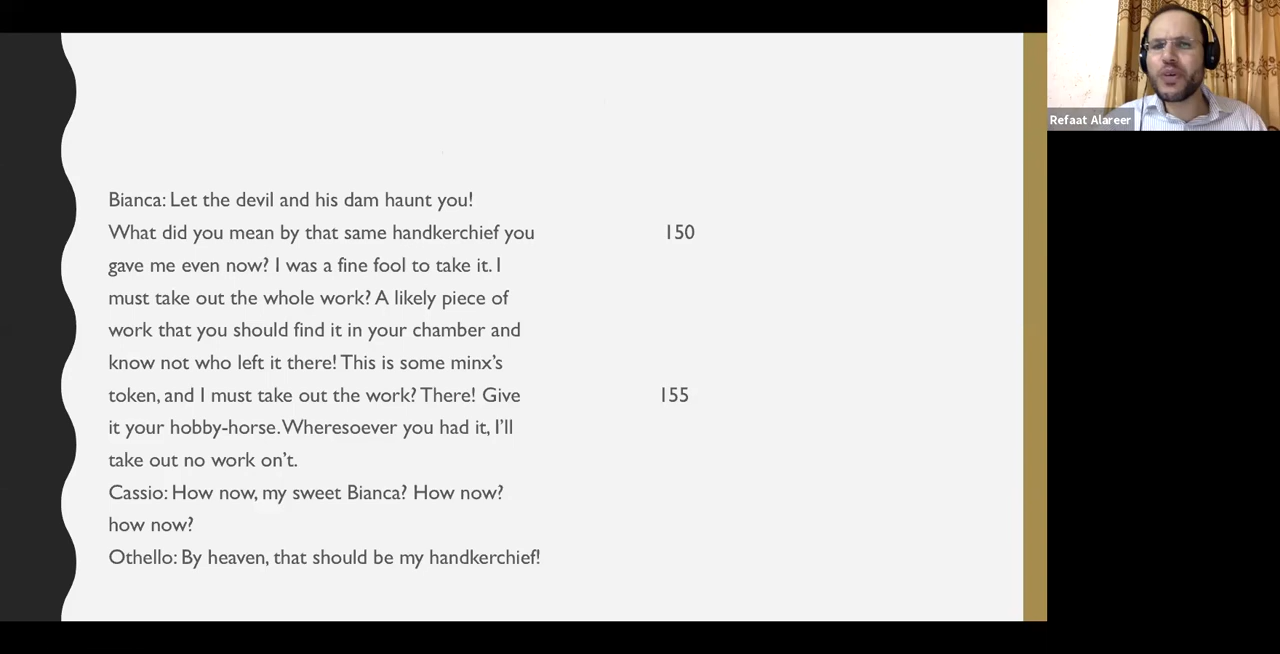 Bianca: Let the devil and his dam haunt you!
What did you mean by that same handkerchief you 150
gave me even now? I was a fine fool to take it. I
must take out the whole work? A likely piece of
work that you should find it in your chamber and
know not who left it there! This is some minx's
token, and I must take out the work? There! Give 155
it your hobby-horse. Wheresoever you had it, I'll
take out no work on't.
Cassio: How now, my sweet Bianca? How now?
how now?
Othello: By heaven, that should be my handkerchief!
Refaat Alareer